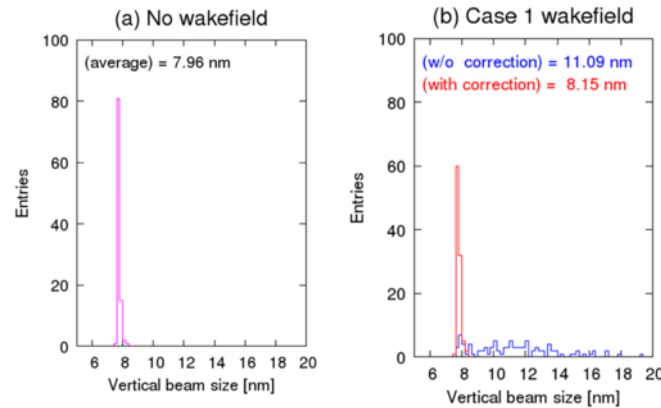 (a) No wakefield
(average) = 7.96 nm
100
80
60
40
20
0
Entries
6 8 10 12 14 16 18 20
Vertical beam size [nm]
(b) Case 1 wakefield
(w/o correction) = 11.09 nm
(with correction) = 8.15 nm
100
80
60
40
20
0
Entries
6 8 10 12 14 16 18 20
Vertical beam size [nm]